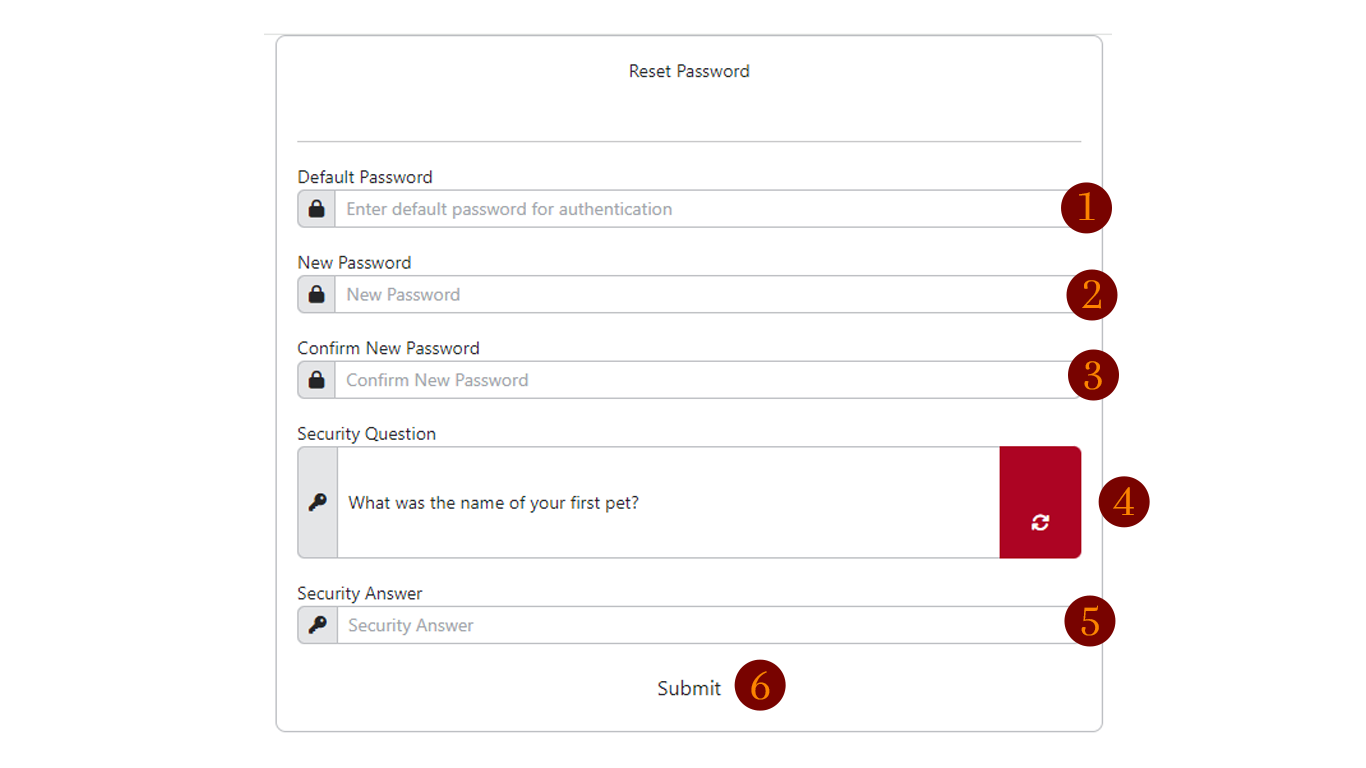 Reset Password
Default Password
Enter default password for authentication
1
New Password
New Password
2
Confirm New Password
Confirm New Password
3
Security Question
What was the name of your first pet?
4
Security Answer
Security Answer
5
Submit
6